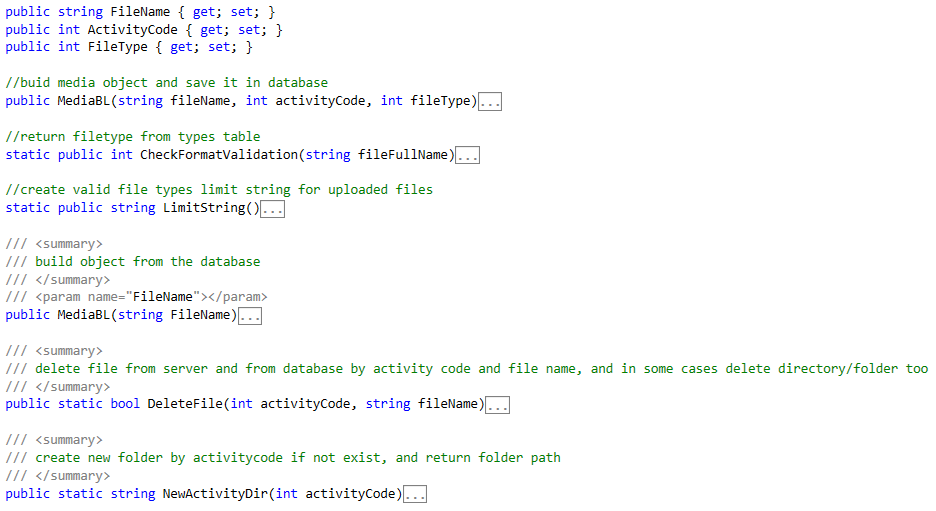 public string FileName { get; set; }
public int ActivityCode { get; set; }
public int FileType { get; set; }
//buid media object and save it in database
public MediaBL(string fileName, int activityCode, int fileType)...
//return filetype from types table
static public int CheckFormatValidation(string fileFullName)...
//create valid file types limit string for uploaded files
static public string LimitString()...
/// <summary>
/// build object from the database
/// </summary>
/// <param name="FileName"></param>
public MediaBL(string FileName)...
/// <summary>
/// delete file from server and from database by activity code and file name, and in some cases delete directory/folder too
/// </summary>
public static bool DeleteFile(int activityCode, string fileName)...
/// <summary>
/// create new folder by activitycode if not exist, and return folder path
/// </summary>
public static string NewActivityDir(int activityCode)...